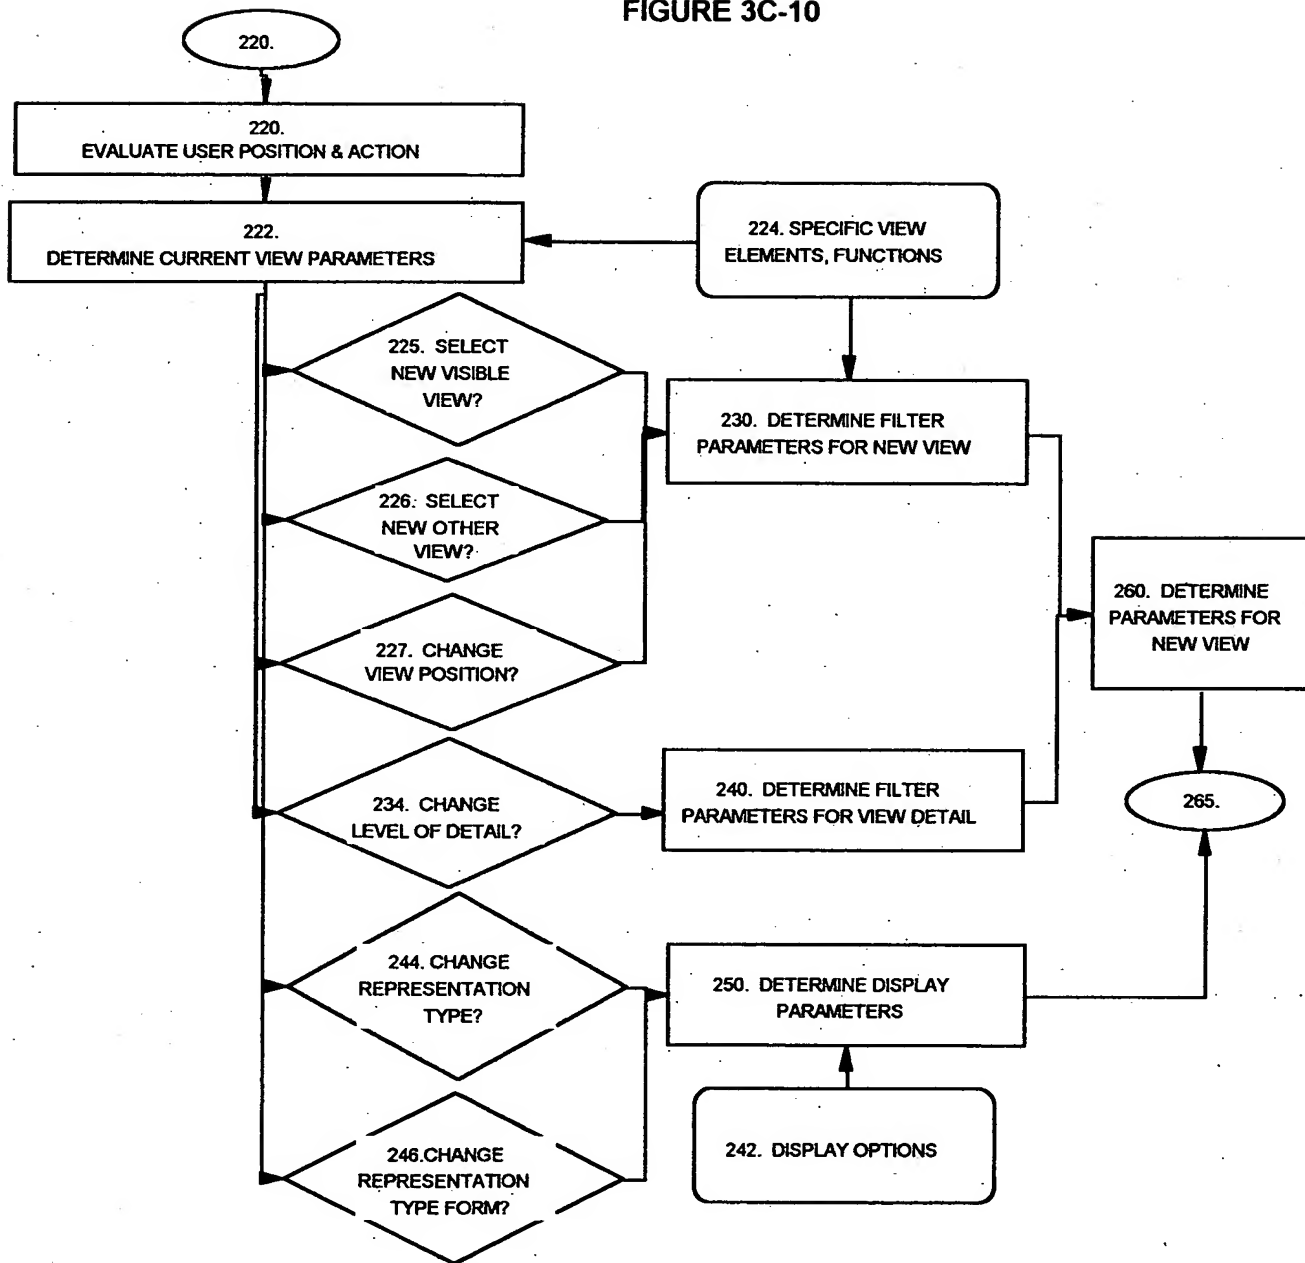 FIGURE 3C-10
220.
220.
EVALUATE USER POSITION & ACTION
222.
DETERMINE CURRENT VIEW PARAMETERS
224. SPECIFIC VIEW
ELEMENTS, FUNCTIONS
225. SELECT
NEW VISIBLE
VIEW?
230. DETERMINE FILTER
PARAMETERS FOR NEW VIEW
226. SELECT
NEW OTHER
VIEW?
227. CHANGE
VIEW POSITION?
260. DETERMINE
PARAMETERS FOR
NEW VIEW
234. CHANGE
LEVEL OF DETAIL?
240. DETERMINE FILTER
PARAMETERS FOR VIEW DETAIL
265.
244. CHANGE
REPRESENTATION
TYPE?
250. DETERMINE DISPLAY
PARAMETERS
246.CHANGE
REPRESENTATION
TYPE FORM?
242. DISPLAY OPTIONS